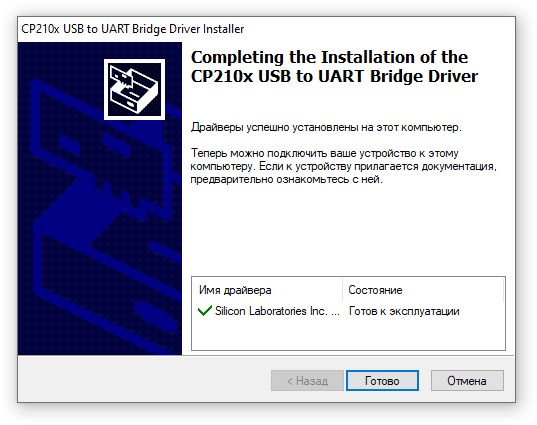 CP210x USB to UART Bridge Driver Installer
Completing the Installation of the
CP210x USB to UART Bridge Driver
Драйверы успешно установлены на этот компьютер.
Теперь можно подключить ваше устройство к этому
компьютеру. Если к устройству прилагается документация,
предварительно ознакомьтесь с ней.
Имя драйвера Состояние
Silicon Laboratories Inc. ... Готов к эксплуатации
< Назад Готово Отмена